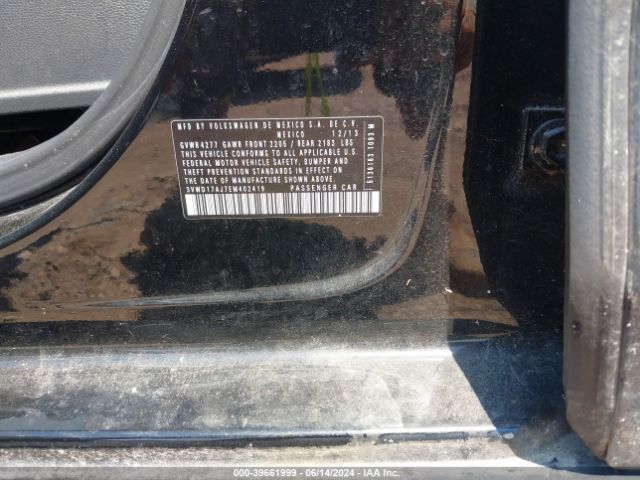 MFD BY VOLKSWAGEN DE MEXICO S.A. DE C.V.
MEXICO 12/13
GVWR4277 GAWR FRONT 2205 / REAR 2183 LBS
THIS VEHICLE CONFORMS TO ALL APPLICABLE U.S.
FEDERAL MOTOR VEHICLE SAFETY, BUMPER AND
THEFT PREVENTION STANDARDS IN EFFECT ON THE
DATE OF MANUFACTURE SHOWN ABOVE.
3VWD17AJ7EM402419 PASSENGER CAR
000-39661999 - 06/14/2024 - IAA Inc.